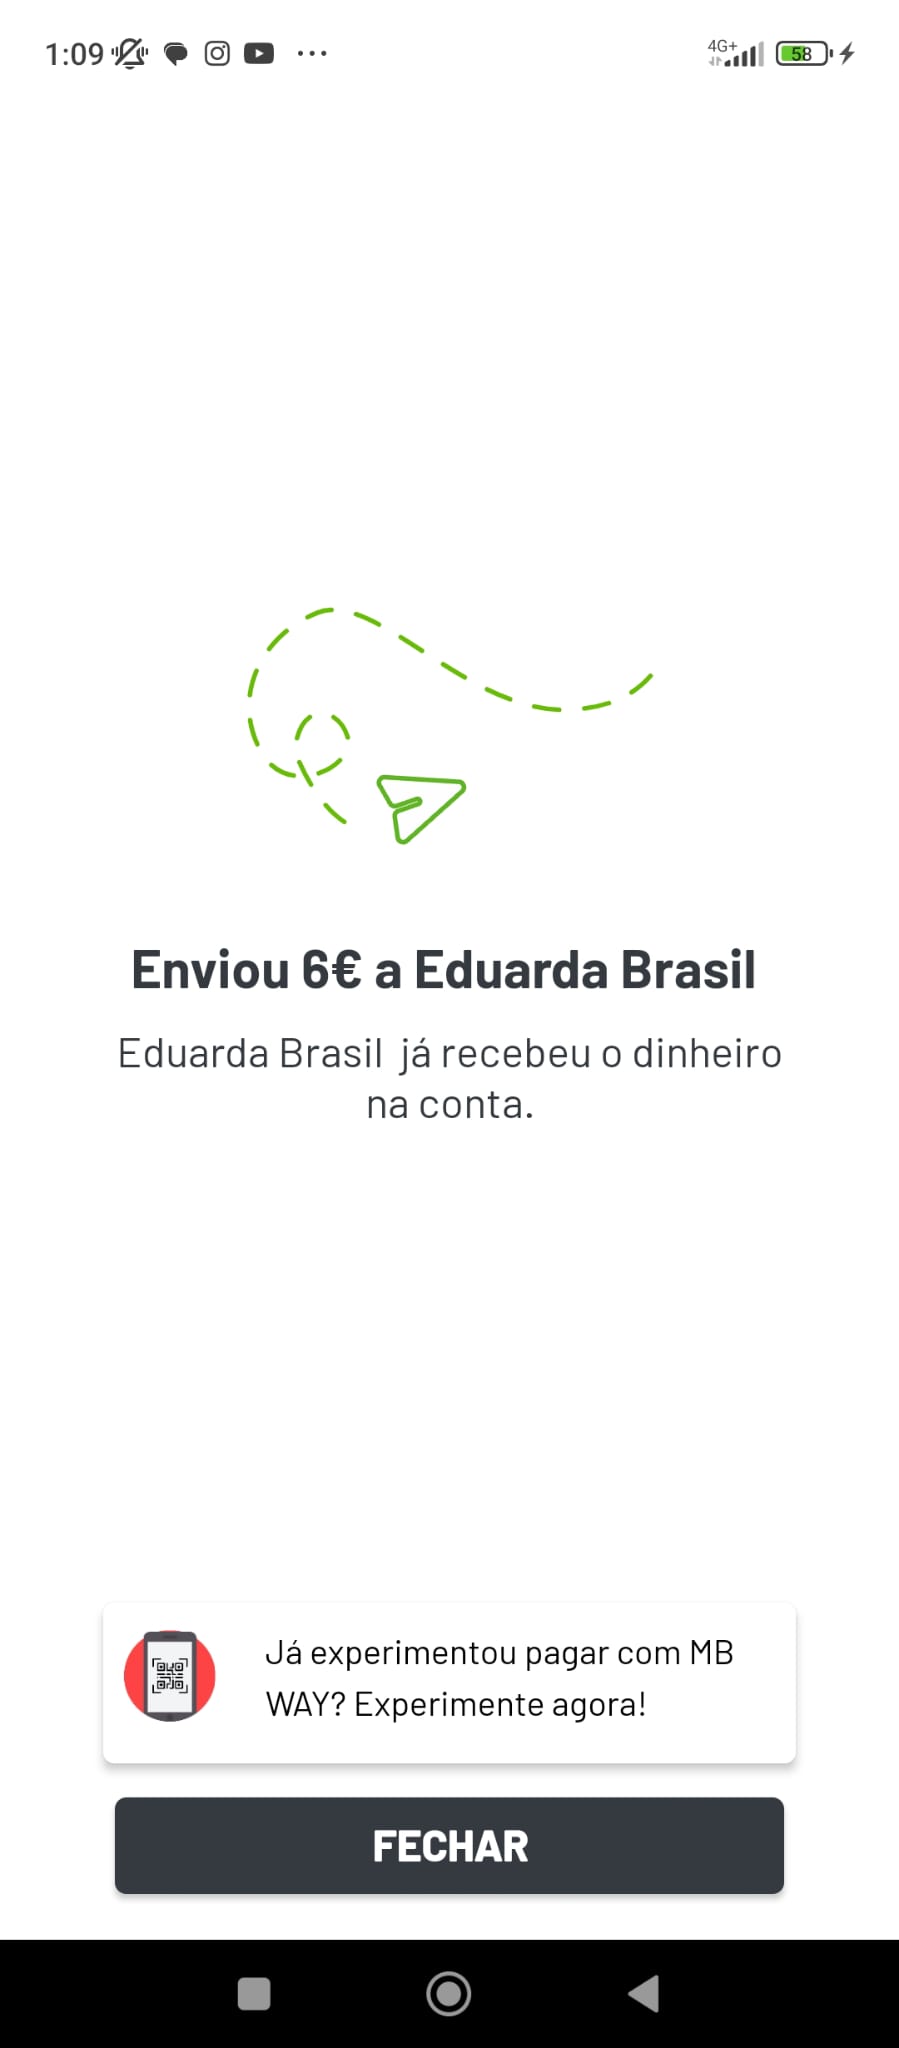 1:09
4G+
58
Enviou 6€ a Eduarda Brasil
Eduarda Brasil já recebeu o dinheiro
na conta.
Já experimentou pagar com MB
WAY? Experimente agora!
FECHAR